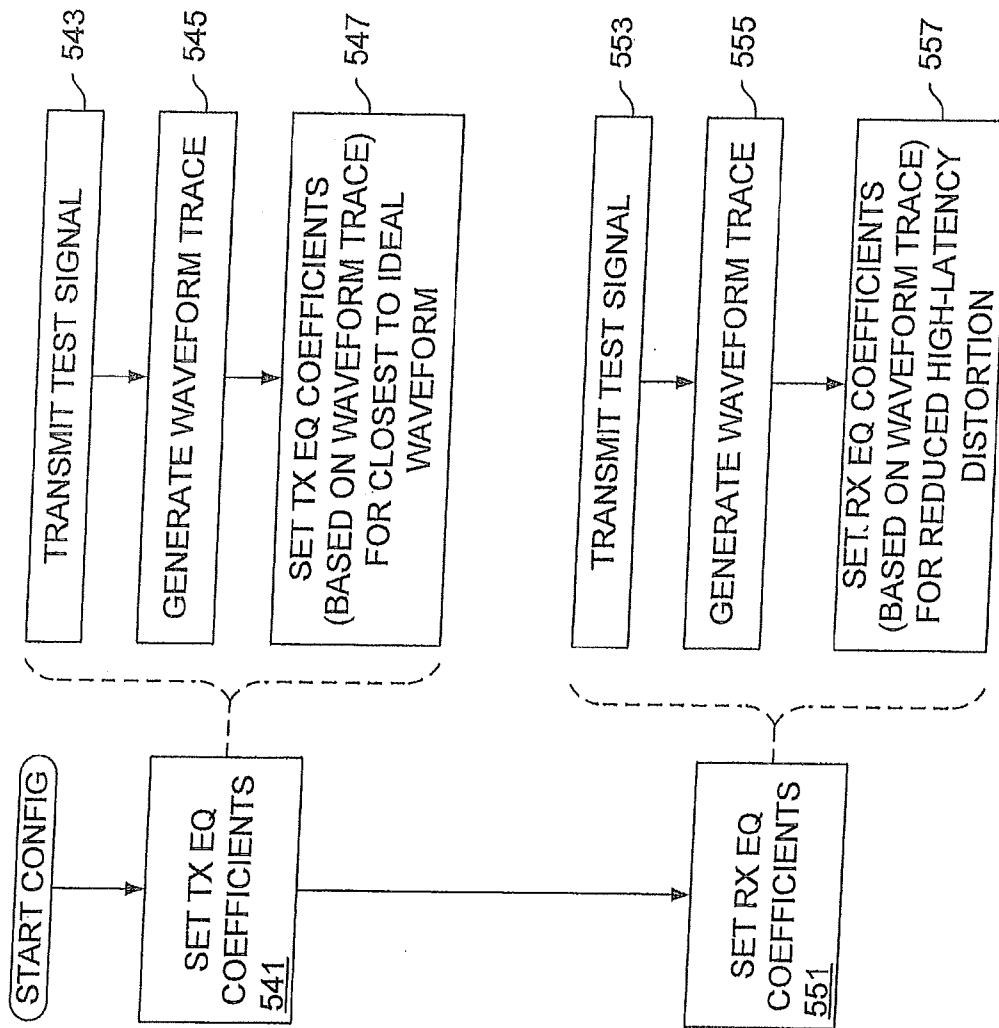 START CONFIG
SET TX EQ
COEFFICIENTS
541
TRANSMIT TEST SIGNAL
543
GENERATE WAVEFORM TRACE
545
SET TX EQ COEFFICIENTS
(BASED ON WAVEFORM TRACE)
FOR CLOSEST TO IDEAL
WAVEFORM
547
SET RX EQ
COEFFICIENTS
551
TRANSMIT TEST SIGNAL
553
GENERATE WAVEFORM TRACE
555
SET RX EQ COEFFICIENTS
(BASED ON WAVEFORM TRACE)
FOR REDUCED HIGH-LATENCY
DISTORTION
557